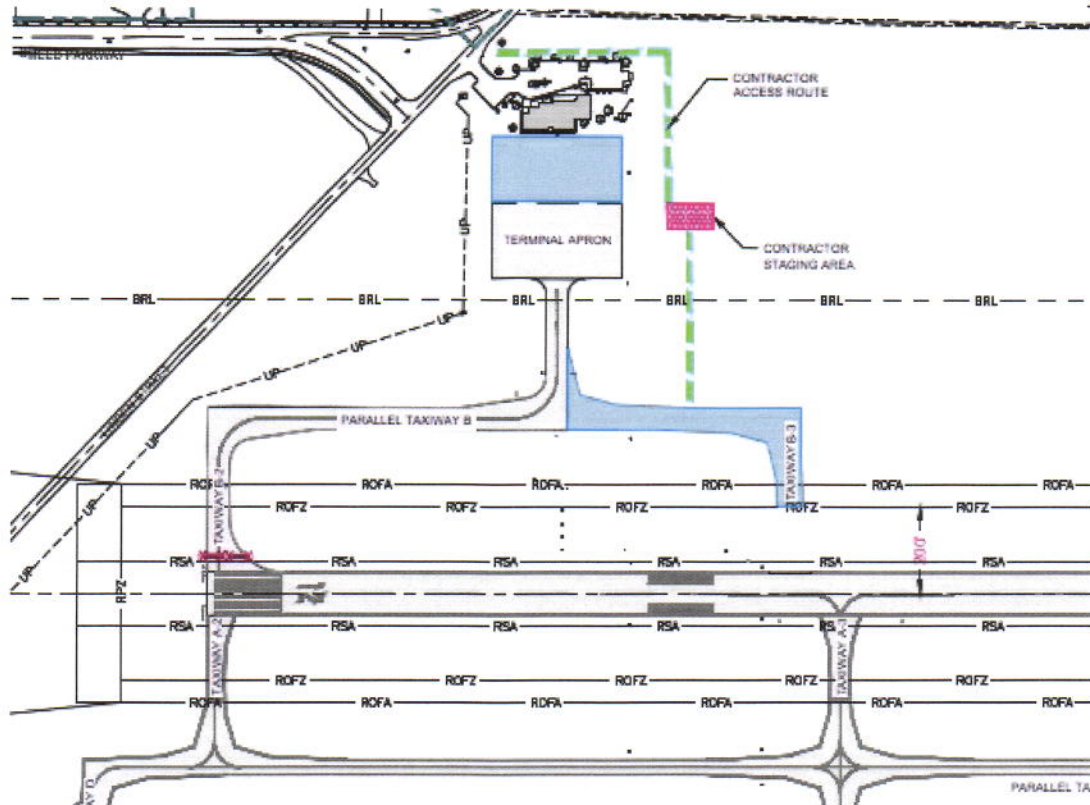 CONTRACTOR
ACCESS ROUTE
UP
UP
TERMINAL APRON
CONTRACTOR
STAGING AREA
BRL BRL BRL BRL BRL BRL
UP
UP
UP
UP
UP
UP
PARALLEL TAXIWAY B
TAXIWAY B-2
TAXIWAY B-3
ROFA ROFA ROFA ROFA ROFA ROFA
ROFZ ROFZ ROFZ ROFZ ROFZ
200'
RSA RSA RSA RSA RSA RSA
RPZ
RSA RSA RSA RSA RSA
TAXIWAY A-2
TAXIWAY A-3
ROFZ ROFZ ROFZ ROFZ ROFZ
ROFA ROFA ROFA ROFA ROFA ROFA
PARALLEL TA